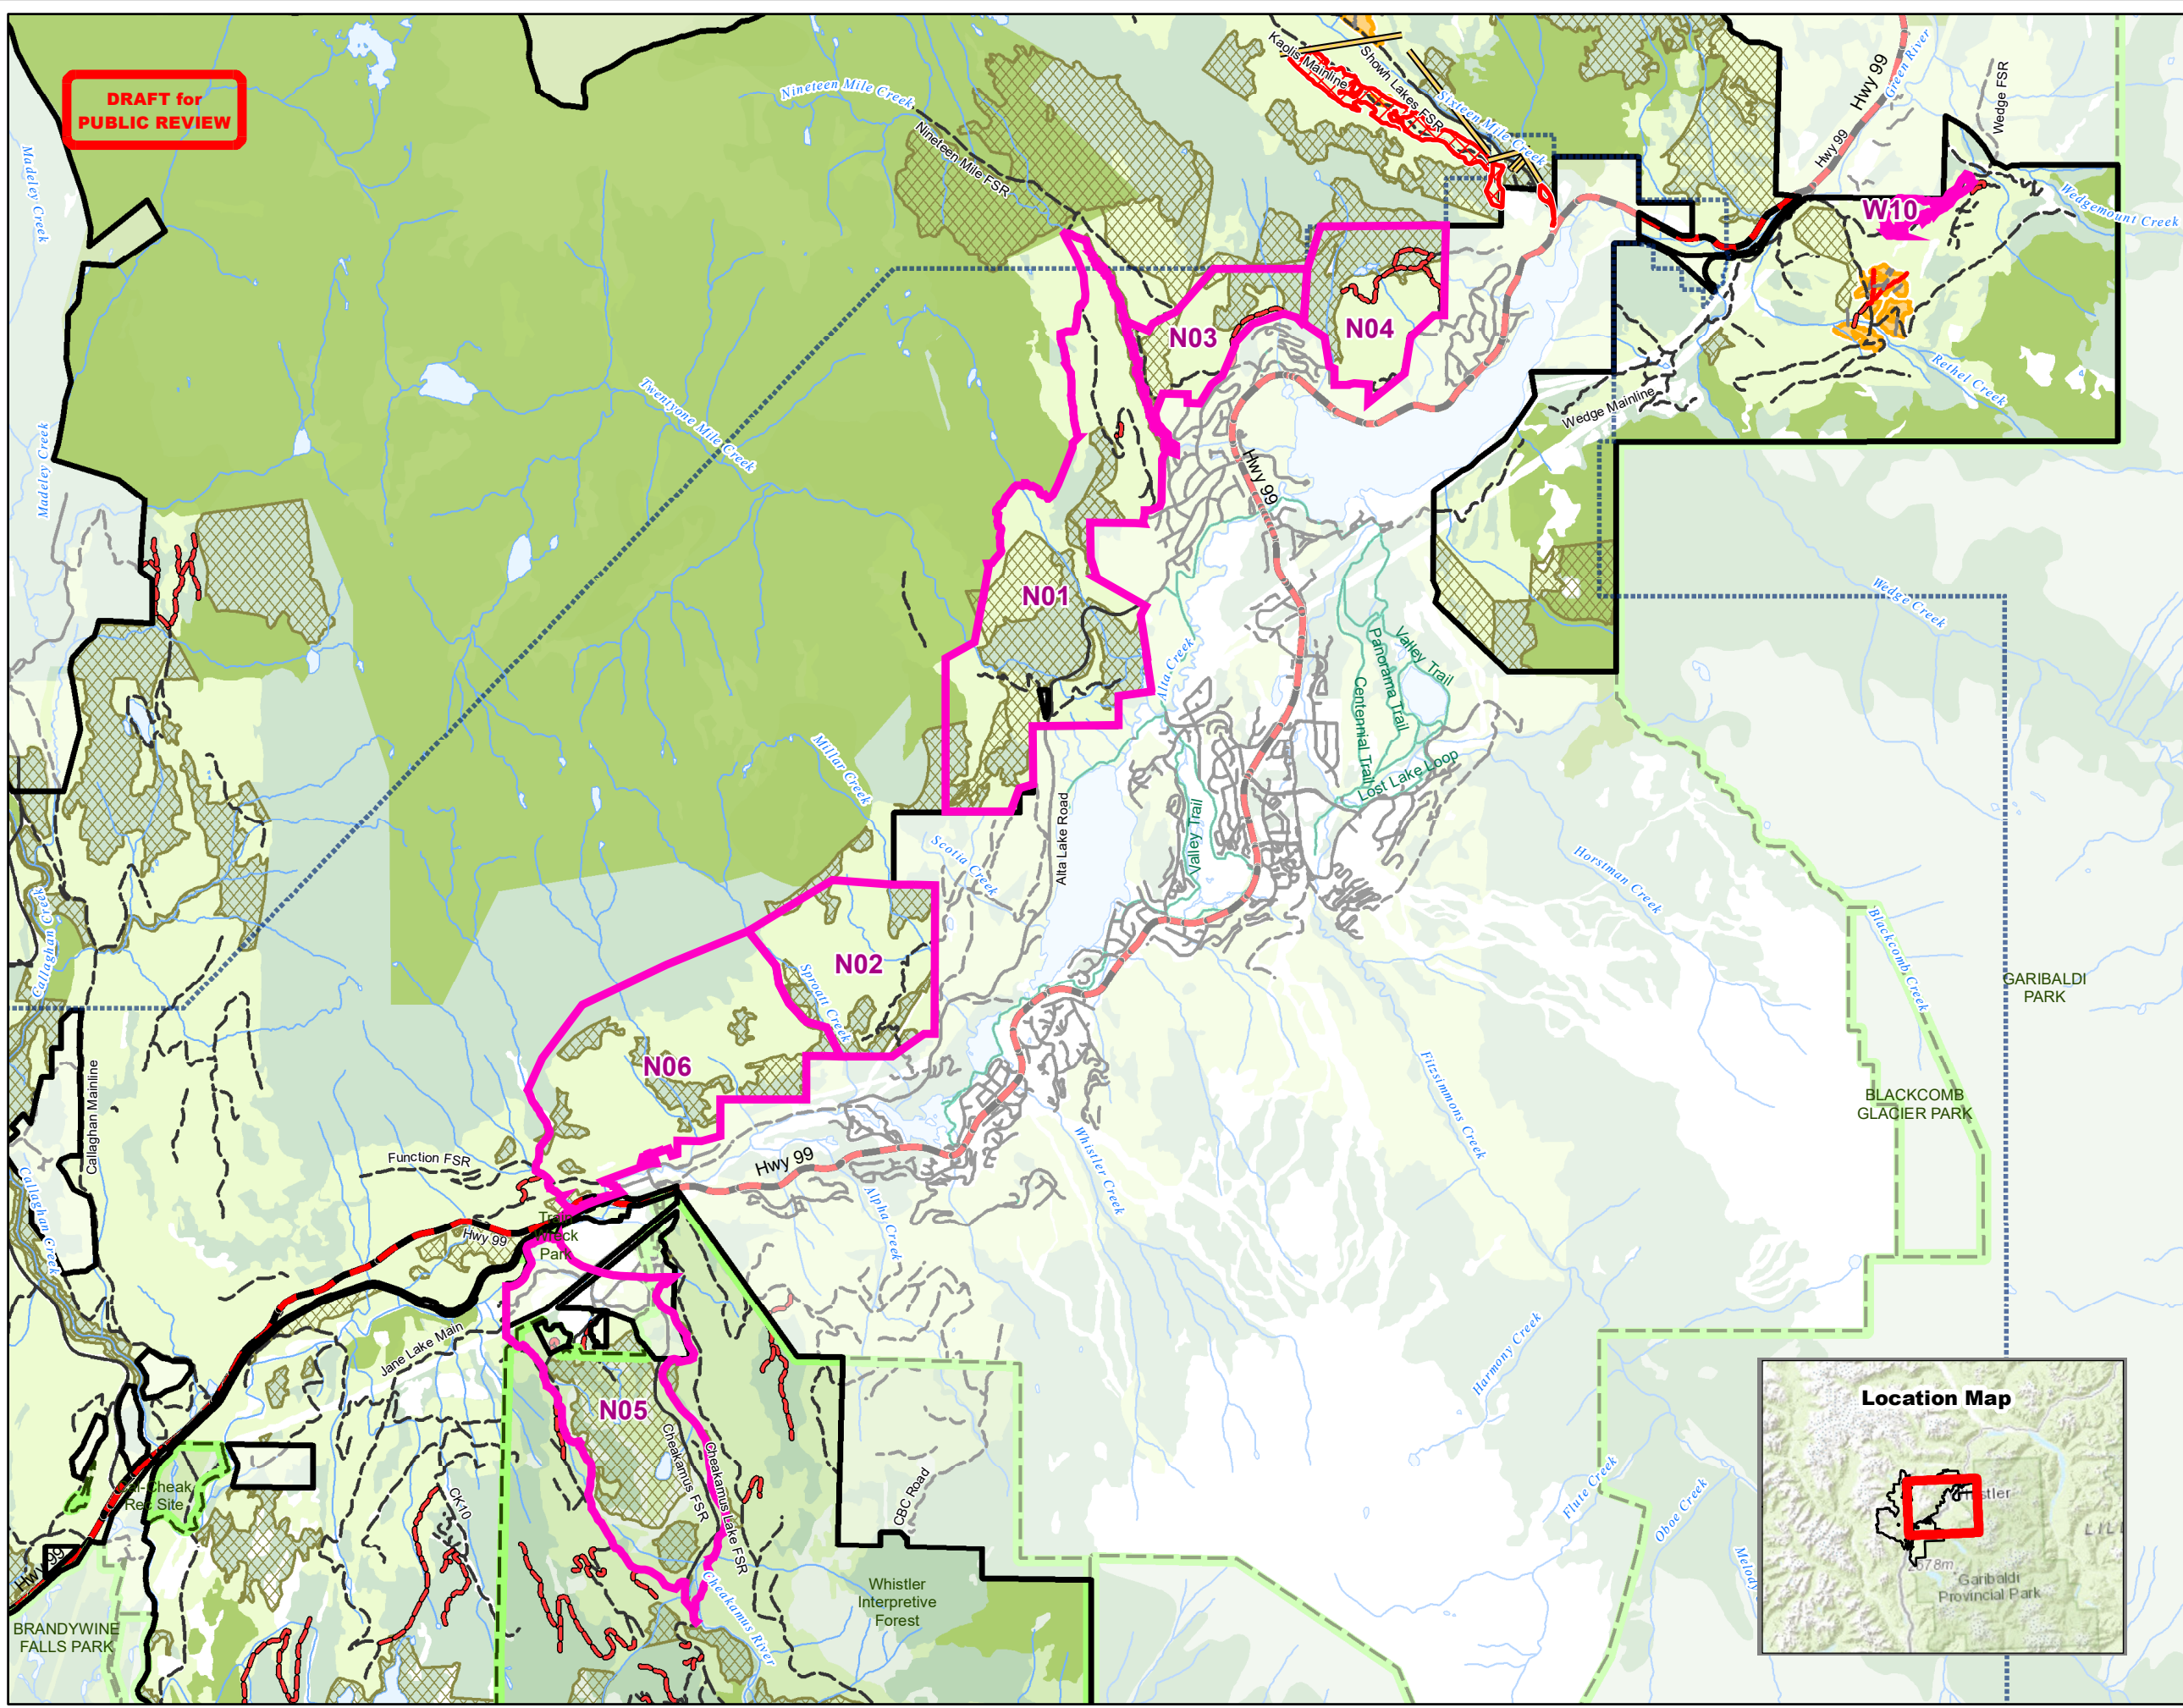 DRAFT for
PUBLIC REVIEW
Madeley Creek
Madeley Creek
Nineteen Mile Creek
Nineteen Mile FSR
Kaolis Mainline
Showh Lakes FSR
Sixteen Mile Creek
Hwy 99
Green River
Hwy 99
Wedge FSR
Wedgemount Creek
W10
N03
N04
Rethel Creek
Wedge Mainline
Twentyone Mile Creek
Hwy 99
N01
Alta Creek
Wedge Creek
Valley Trail
Panorama Trail
Centennial Trail
Lost Lake Loop
Millar Creek
Scotia Creek
Alta Lake Road
Valley Trail
Horstman Creek
Blackcomb Creek
GARIBALDI
PARK
Callaghan Creek
N02
Sproatt Creek
N06
Callaghan Mainline
Fitzsimmons Creek
BLACKCOMB
GLACIER PARK
Function FSR
Hwy 99
Whistler Creek
Alpha Creek
Callaghan Creek
Train
Wreck
Park
Hwy 99
Jane Lake Main
N05
Harmony Creek
Location Map
Cheakamus FSR
Cheakamus Lake FSR
CK10
CBC Road
Flute Creek
Oboe Creek
Melody
Rec Site
Hwy 99
Cheakamus River
Whistler
Interpretive
Forest
BRANDYWINE
FALLS PARK
Garibaldi
Provincial Park